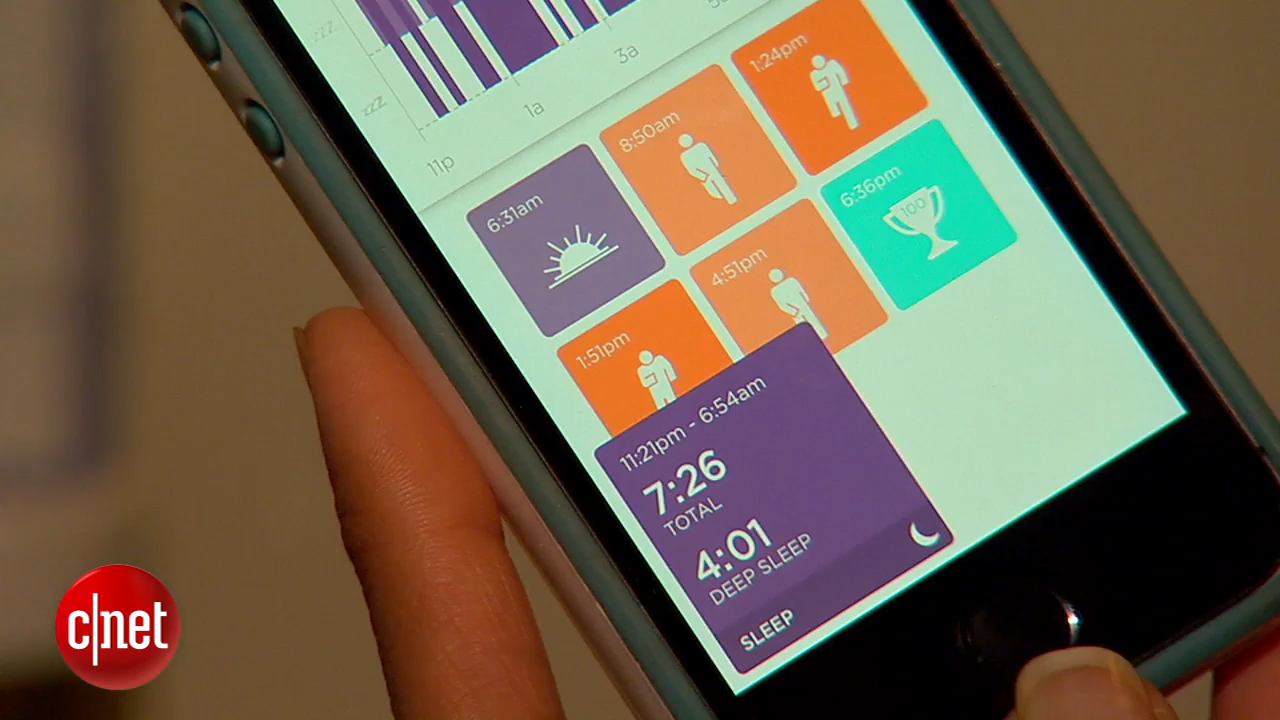 zzz
zzz
11p
1a
3a
6:31am
8:50am
1:24pm
1:51pm
4:51pm
6:36pm
100
11:21pm - 6:54am
7:26
TOTAL
4:01
DEEP SLEEP
SLEEP
c|net